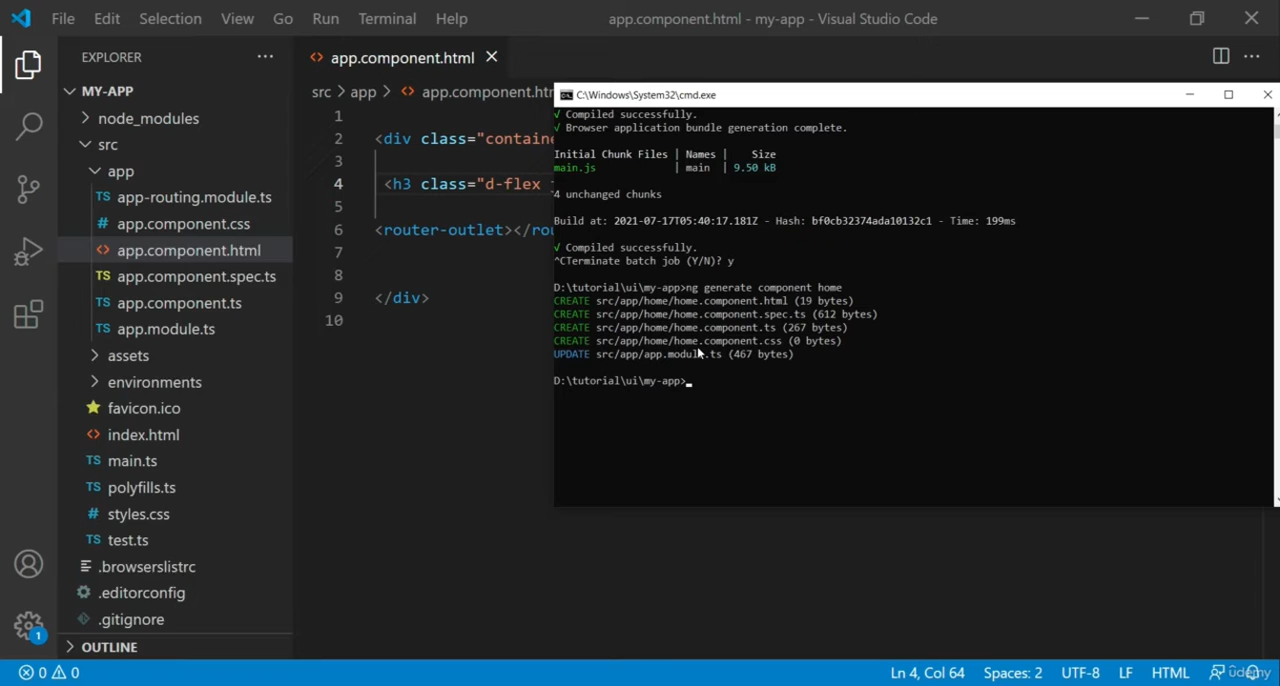 File Edit Selection View Go Run Terminal Help
app.component.html - my-app - Visual Studio Code
EXPLORER
MY-APP
node_modules
src
app
TS app-routing.module.ts
# app.component.css
<> app.component.html
TS app.component.spec.ts
TS app.component.ts
TS app.module.ts
assets
environments
favicon.ico
<> index.html
TS main.ts
TS polyfills.ts
# styles.css
TS test.ts
.browserslistrc
.editorconfig
.gitignore
OUTLINE
1
<> app.component.html
src > app > <> app.component.ht
1
2 <div class="containe
3
4 <h3 class="d-flex
5
6 <router-outlet></rou
7
8
9 </div>
10
C:\Windows\System32\cmd.exe
√ Compiled successfully.
√ Browser application bundle generation complete.
Initial Chunk Files | Names | Size
main.js | main | 9.50 kB
4 unchanged chunks
Build at: 2021-07-17T05:40:17.181Z - Hash: bf0cb32374ada10132c1 - Time: 199ms
√ Compiled successfully.
^CTerminate batch job (Y/N)? y
D:\tutorial\ui\my-app>ng generate component home
CREATE src/app/home/home.component.html (19 bytes)
CREATE src/app/home/home.component.spec.ts (612 bytes)
CREATE src/app/home/home.component.ts (267 bytes)
CREATE src/app/home/home.component.css (0 bytes)
UPDATE src/app/app.module.ts (467 bytes)
D:\tutorial\ui\my-app>_
0 0 Ln 4, Col 64 Spaces: 2 UTF-8 LF HTML
udemy